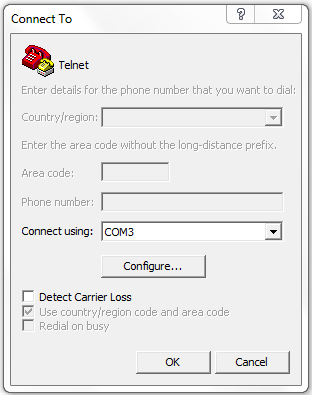 Connect To
Telnet
Enter details for the phone number that you want to dial:
Country/region:
Enter the area code without the long-distance prefix.
Area code:
Phone number:
Connect using: COM3
Configure...
Detect Carrier Loss
Use country/region code and area code
Redial on busy
OK Cancel